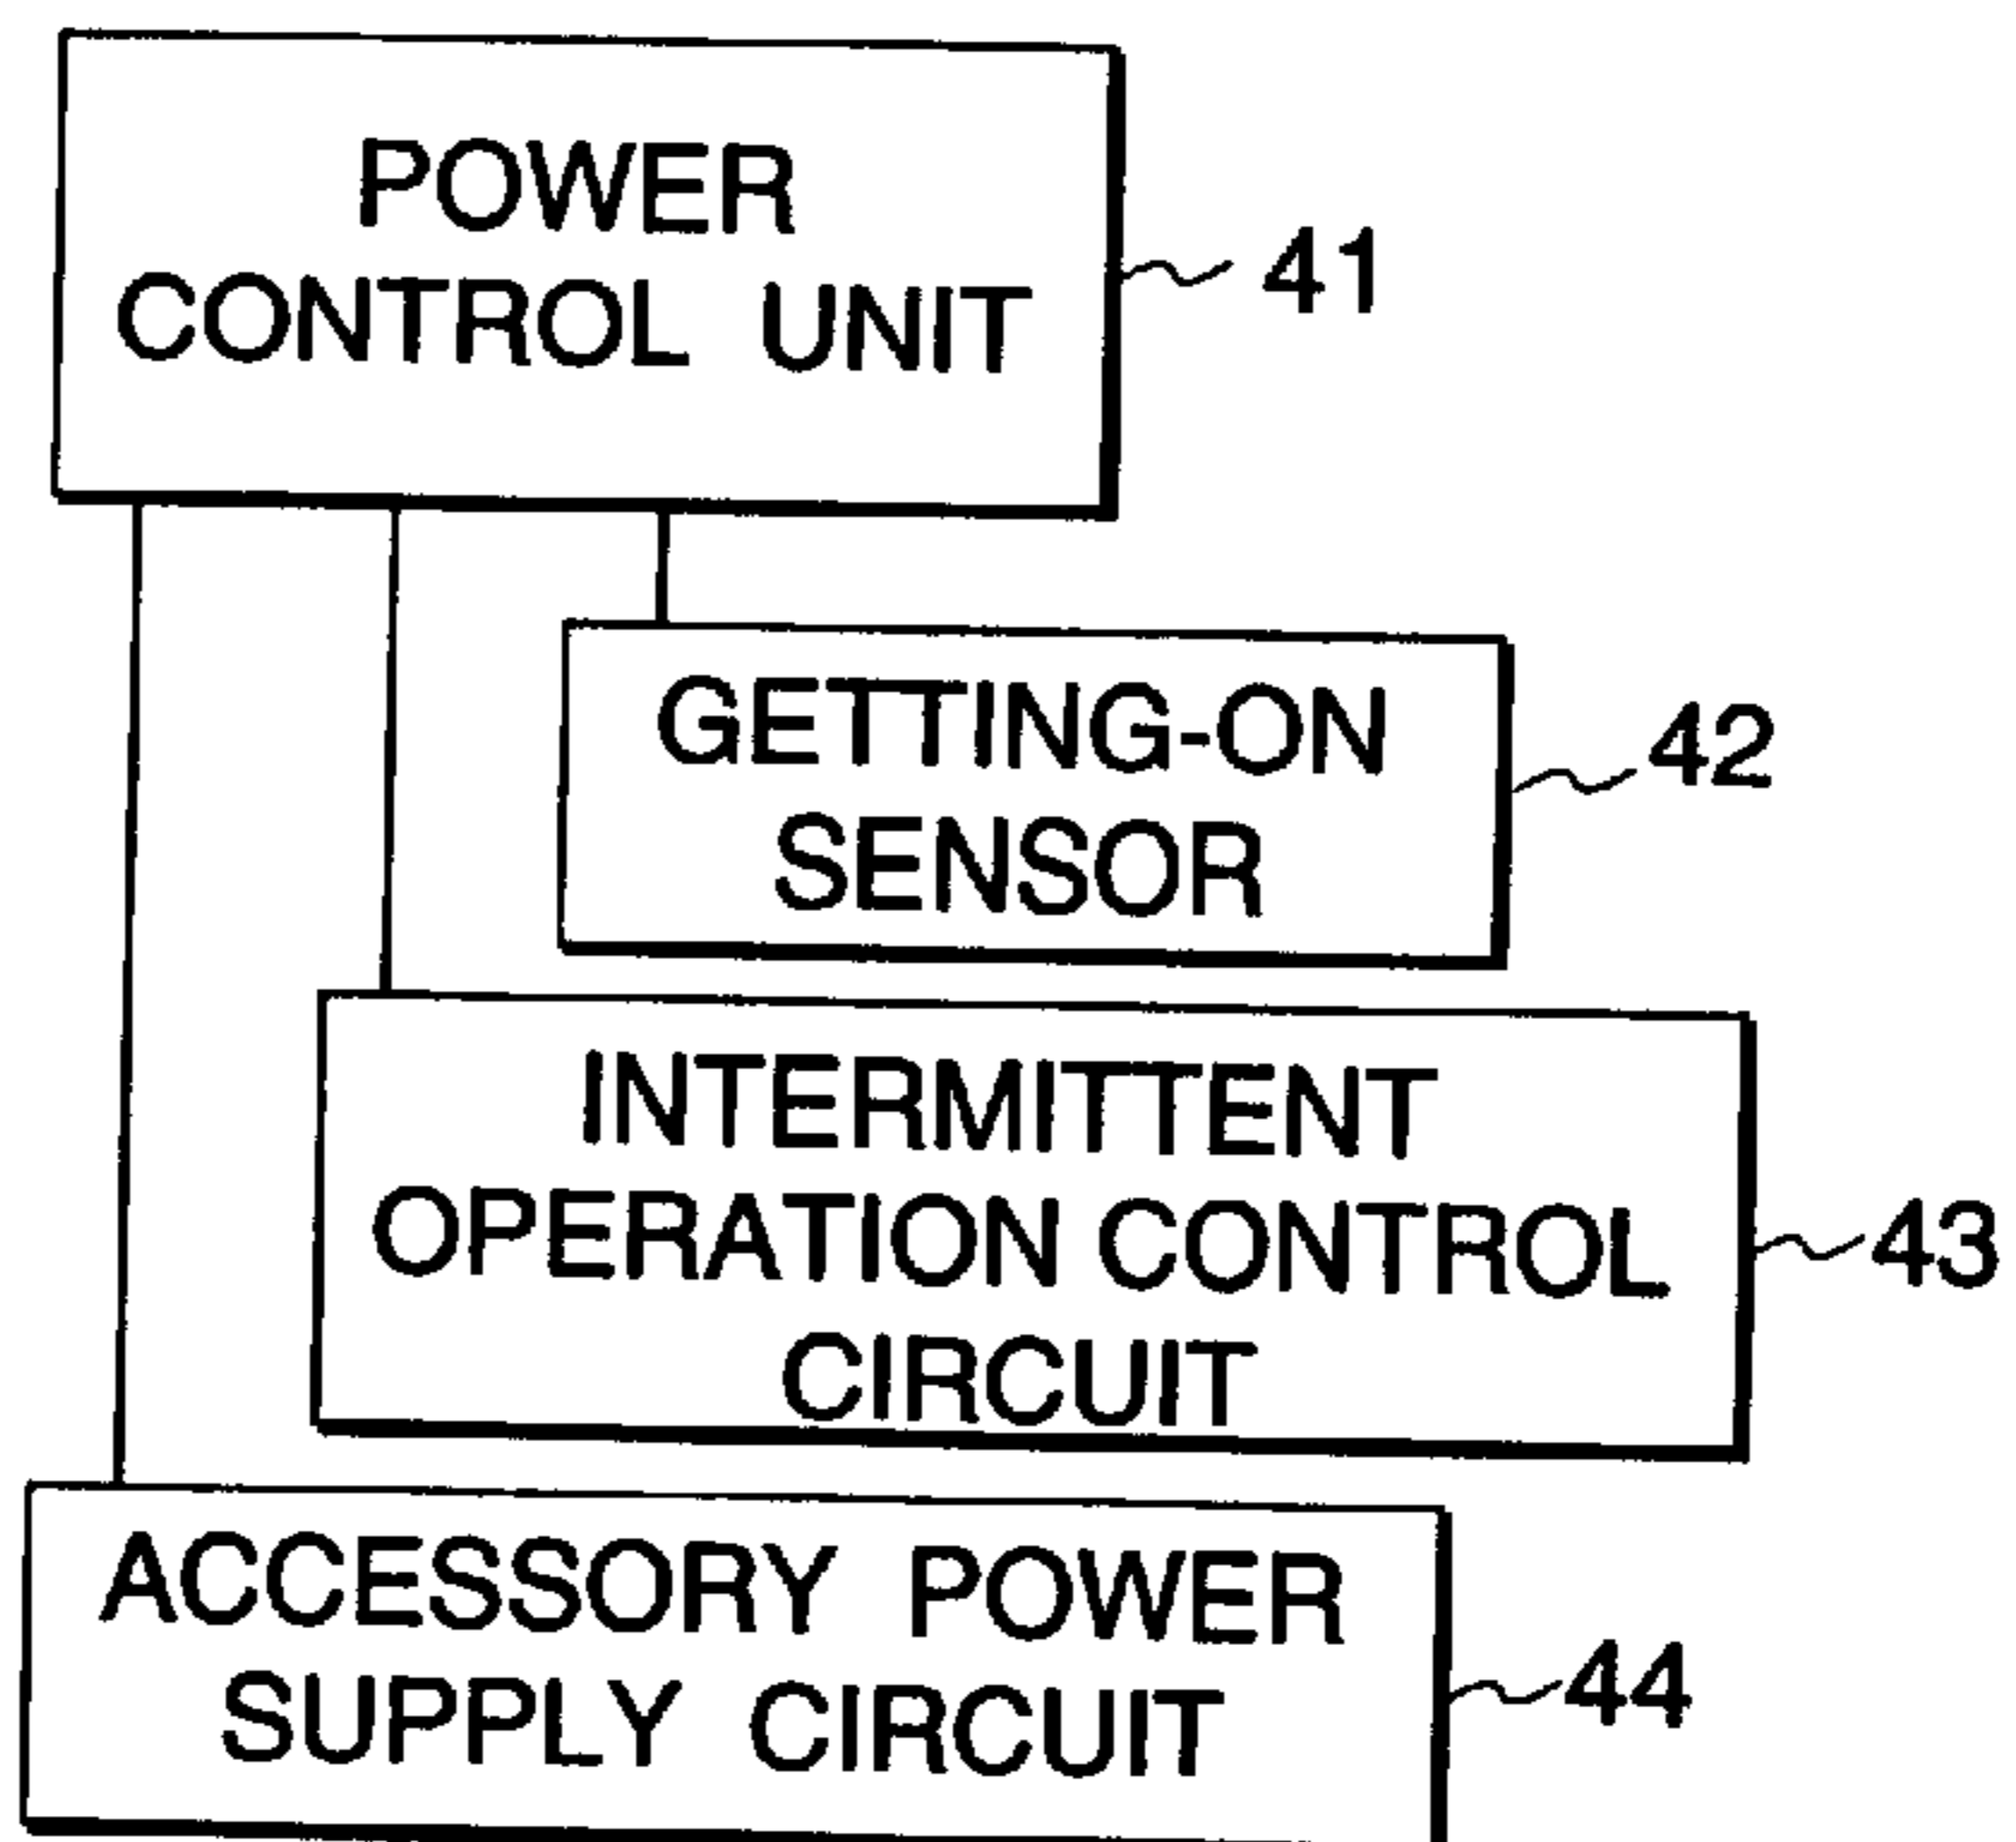 POWER
CONTROL UNIT
41
GETTING-ON
SENSOR
42
INTERMITTENT
OPERATION CONTROL
CIRCUIT
43
ACCESSORY POWER
SUPPLY CIRCUIT
44